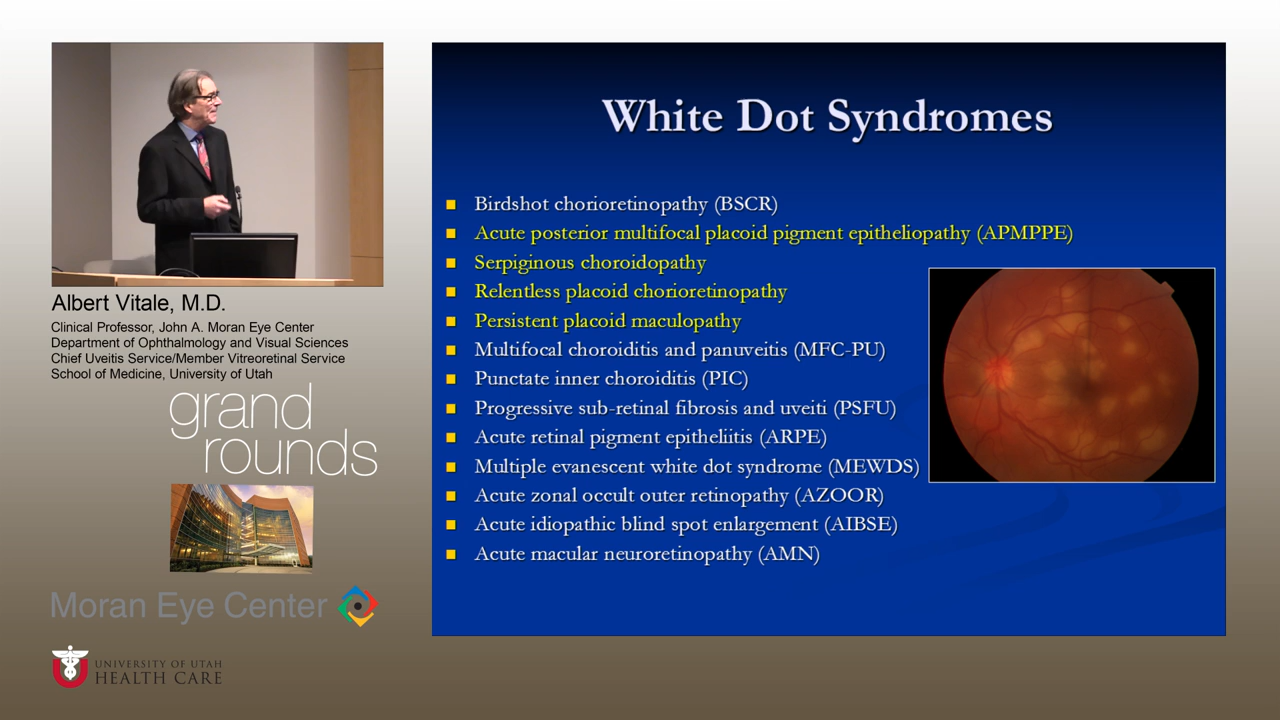 Albert Vitale, M.D.
Clinical Professor, John A. Moran Eye Center
Department of Ophthalmology and Visual Sciences
Chief Uveitis Service/Member Vitreoretinal Service
School of Medicine, University of Utah
grand
rounds
Moran Eye Center
UNIVERSITY OF UTAH
HEALTH CARE
White Dot Syndromes
Birdshot chorioretinopathy (BSCR)
Acute posterior multifocal placoid pigment epitheliopathy (APMPPE)
Serpiginous choroidopathy
Relentless placoid chorioretinopathy
Persistent placoid maculopathy
Multifocal choroiditis and panuveitis (MFC-PU)
Punctate inner choroiditis (PIC)
Progressive sub-retinal fibrosis and uveiti (PSFU)
Acute retinal pigment epitheliitis (ARPE)
Multiple evanescent white dot syndrome (MEWDS)
Acute zonal occult outer retinopathy (AZOOR)
Acute idiopathic blind spot enlargement (AIBSE)
Acute macular neuroretinopathy (AMN)